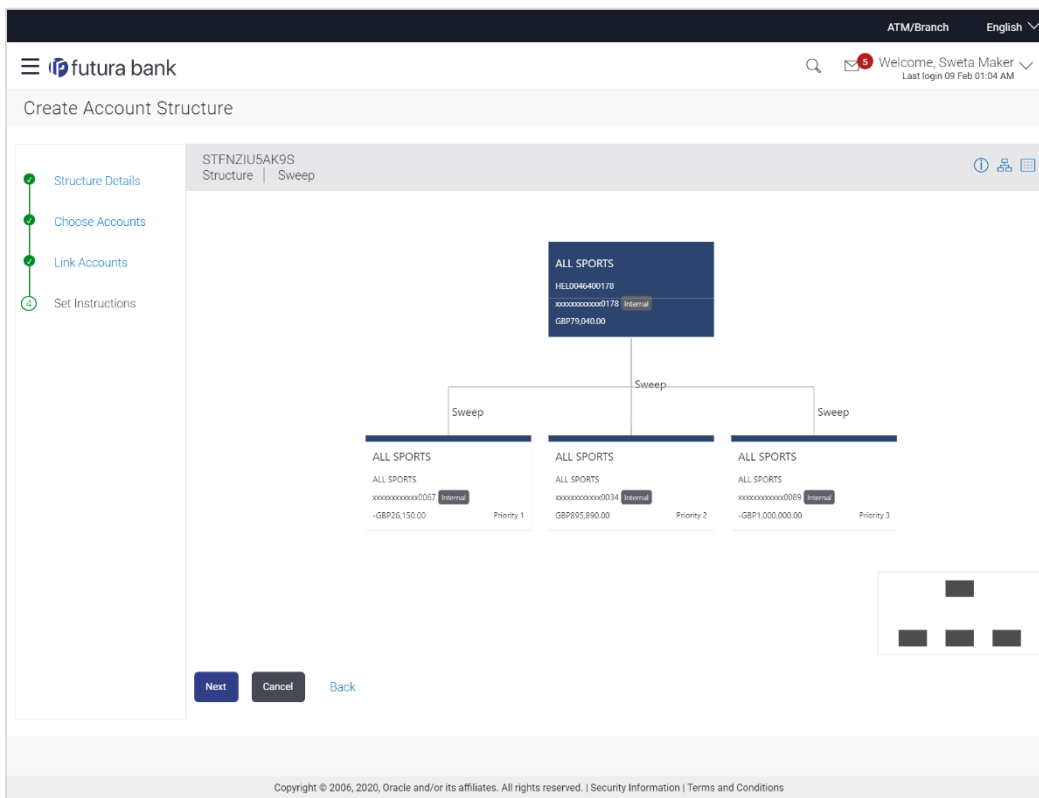 ATM/Branch English
futura bank
5
Welcome, Sweta Maker
Last login 09 Feb 01:04 AM
Create Account Structure
Structure Details
Choose Accounts
Link Accounts
4 Set Instructions
STFNZIU5AK9S
Structure | Sweep
ALL SPORTS
HEL0046400178
xxxxxxxxxxxx0178 Internal
GBP79,040.00
Sweep
Sweep
Sweep
ALL SPORTS
ALL SPORTS
xxxxxxxxxxxx0067 Internal
-GBP26,150.00 Priority 1
ALL SPORTS
ALL SPORTS
xxxxxxxxxxxx0034 Internal
GBP895,890.00 Priority 2
ALL SPORTS
ALL SPORTS
xxxxxxxxxxxx0089 Internal
-GBP1,000,000.00 Priority 3
Next Cancel Back
Copyright © 2006, 2020, Oracle and/or its affiliates. All rights reserved. | Security Information | Terms and Conditions